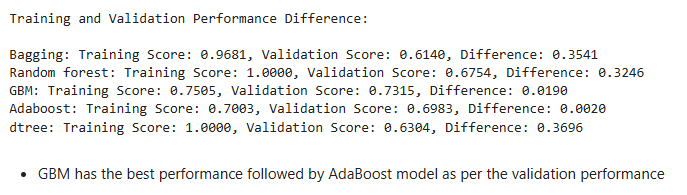 Training and Validation Performance Difference:
Bagging: Training Score: 0.9681, Validation Score: 0.6140, Difference: 0.3541
Random forest: Training Score: 1.0000, Validation Score: 0.6754, Difference: 0.3246
GBM: Training Score: 0.7505, Validation Score: 0.7315, Difference: 0.0190
Adaboost: Training Score: 0.7003, Validation Score: 0.6983, Difference: 0.0020
dtree: Training Score: 1.0000, Validation Score: 0.6304, Difference: 0.3696
• GBM has the best performance followed by AdaBoost model as per the validation performance